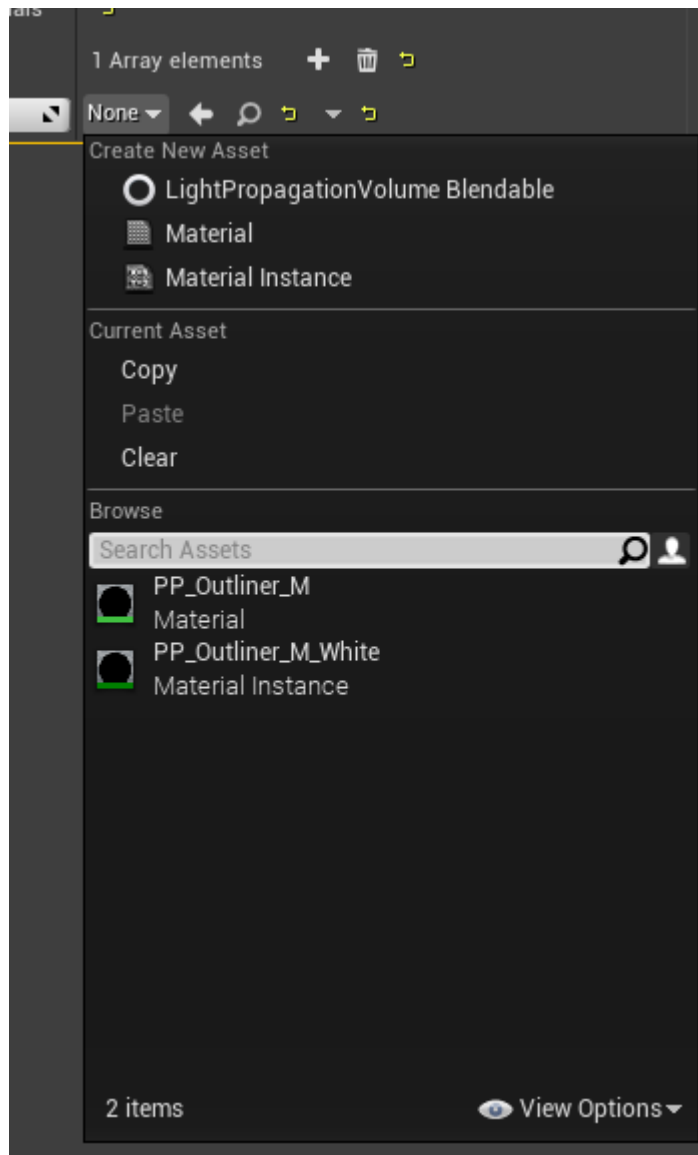 1 Array elements
None
Create New Asset
LightPropagationVolume Blendable
Material
Material Instance
Current Asset
Copy
Paste
Clear
Browse
Search Assets
PP_Outliner_M
Material
PP_Outliner_M_White
Material Instance
2 items
View Options